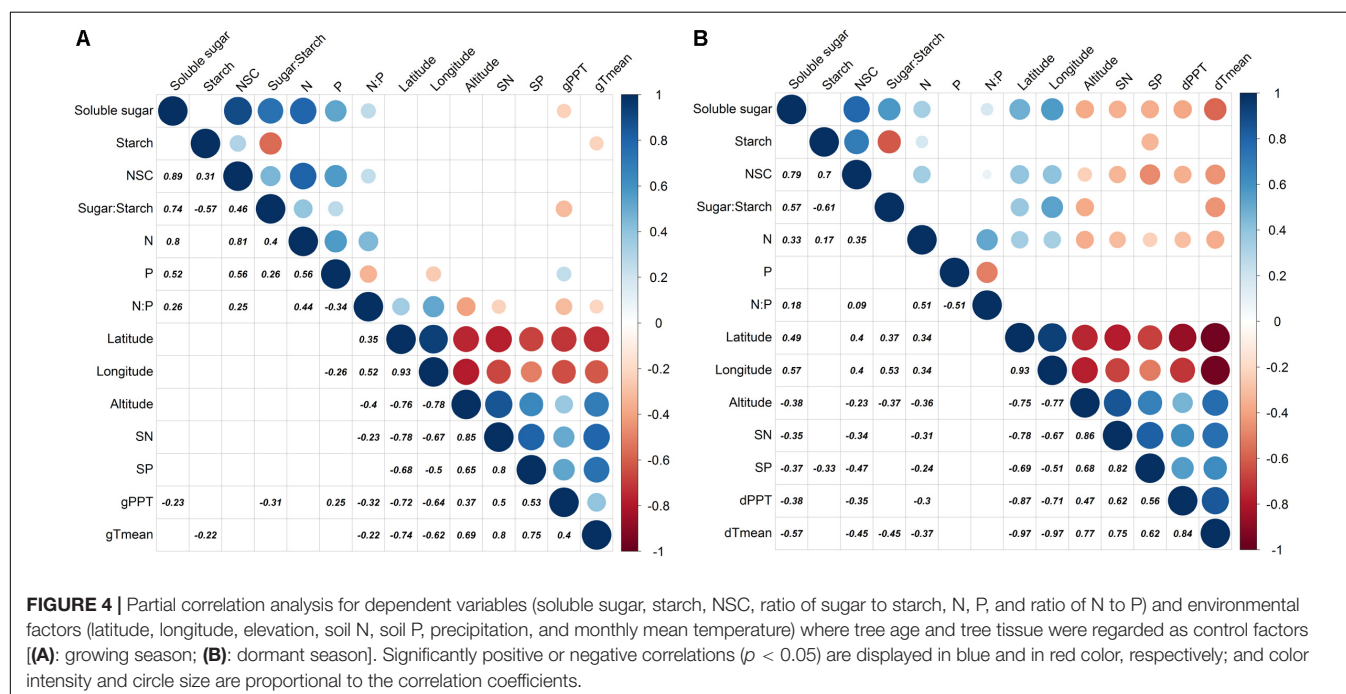 A
B
Soluble sugar Starch NSC Sugar:Starch N P N:P Latitude Longitude Altitude SN SP gPPT gTmean
Soluble sugar
Starch
NSC 0.89 0.31
Sugar:Starch 0.74 -0.57 0.46
N 0.8 0.81 0.4
P 0.52 0.56 0.26 0.56
N:P 0.26 0.25 0.44 -0.34
Latitude 0.35
Longitude -0.26 0.52 0.93
Altitude -0.4 -0.76 -0.78
SN -0.23 -0.78 -0.67 0.85
SP -0.68 -0.5 0.65 0.8
gPPT -0.23 -0.31 0.25 -0.32 -0.72 -0.64 0.37 0.5 0.53
gTmean -0.22 -0.22 -0.74 -0.62 0.69 0.8 0.75 0.4
1
0.8
0.6
0.4
0.2
0
-0.2
-0.4
-0.6
-0.8
-1
Soluble sugar Starch NSC Sugar:Starch N P N:P Latitude Longitude Altitude SN SP dPPT dTmean
Soluble sugar
Starch
NSC 0.79 0.7
Sugar:Starch 0.57 -0.61
N 0.33 0.17 0.35
P
N:P 0.18 0.09 0.51 -0.51
Latitude 0.49 0.4 0.37 0.34
Longitude 0.57 0.4 0.53 0.34 0.93
Altitude -0.38 -0.23 -0.37 -0.36 -0.75 -0.77
SN -0.35 -0.34 -0.31 -0.78 -0.67 0.86
SP -0.37 -0.33 -0.47 -0.24 -0.69 -0.51 0.68 0.82
dPPT -0.38 -0.35 -0.3 -0.87 -0.71 0.47 0.62 0.56
dTmean -0.57 -0.45 -0.45 -0.37 -0.97 -0.97 0.77 0.75 0.62 0.84
1
0.8
0.6
0.4
0.2
0
-0.2
-0.4
-0.6
-0.8
-1
FIGURE 4 | Partial correlation analysis for dependent variables (soluble sugar, starch, NSC, ratio of sugar to starch, N, P, and ratio of N to P) and environmental
factors (latitude, longitude, elevation, soil N, soil P, precipitation, and monthly mean temperature) where tree age and tree tissue were regarded as control factors
[(A): growing season; (B): dormant season]. Significantly positive or negative correlations (p < 0.05) are displayed in blue and in red color, respectively; and color
intensity and circle size are proportional to the correlation coefficients.